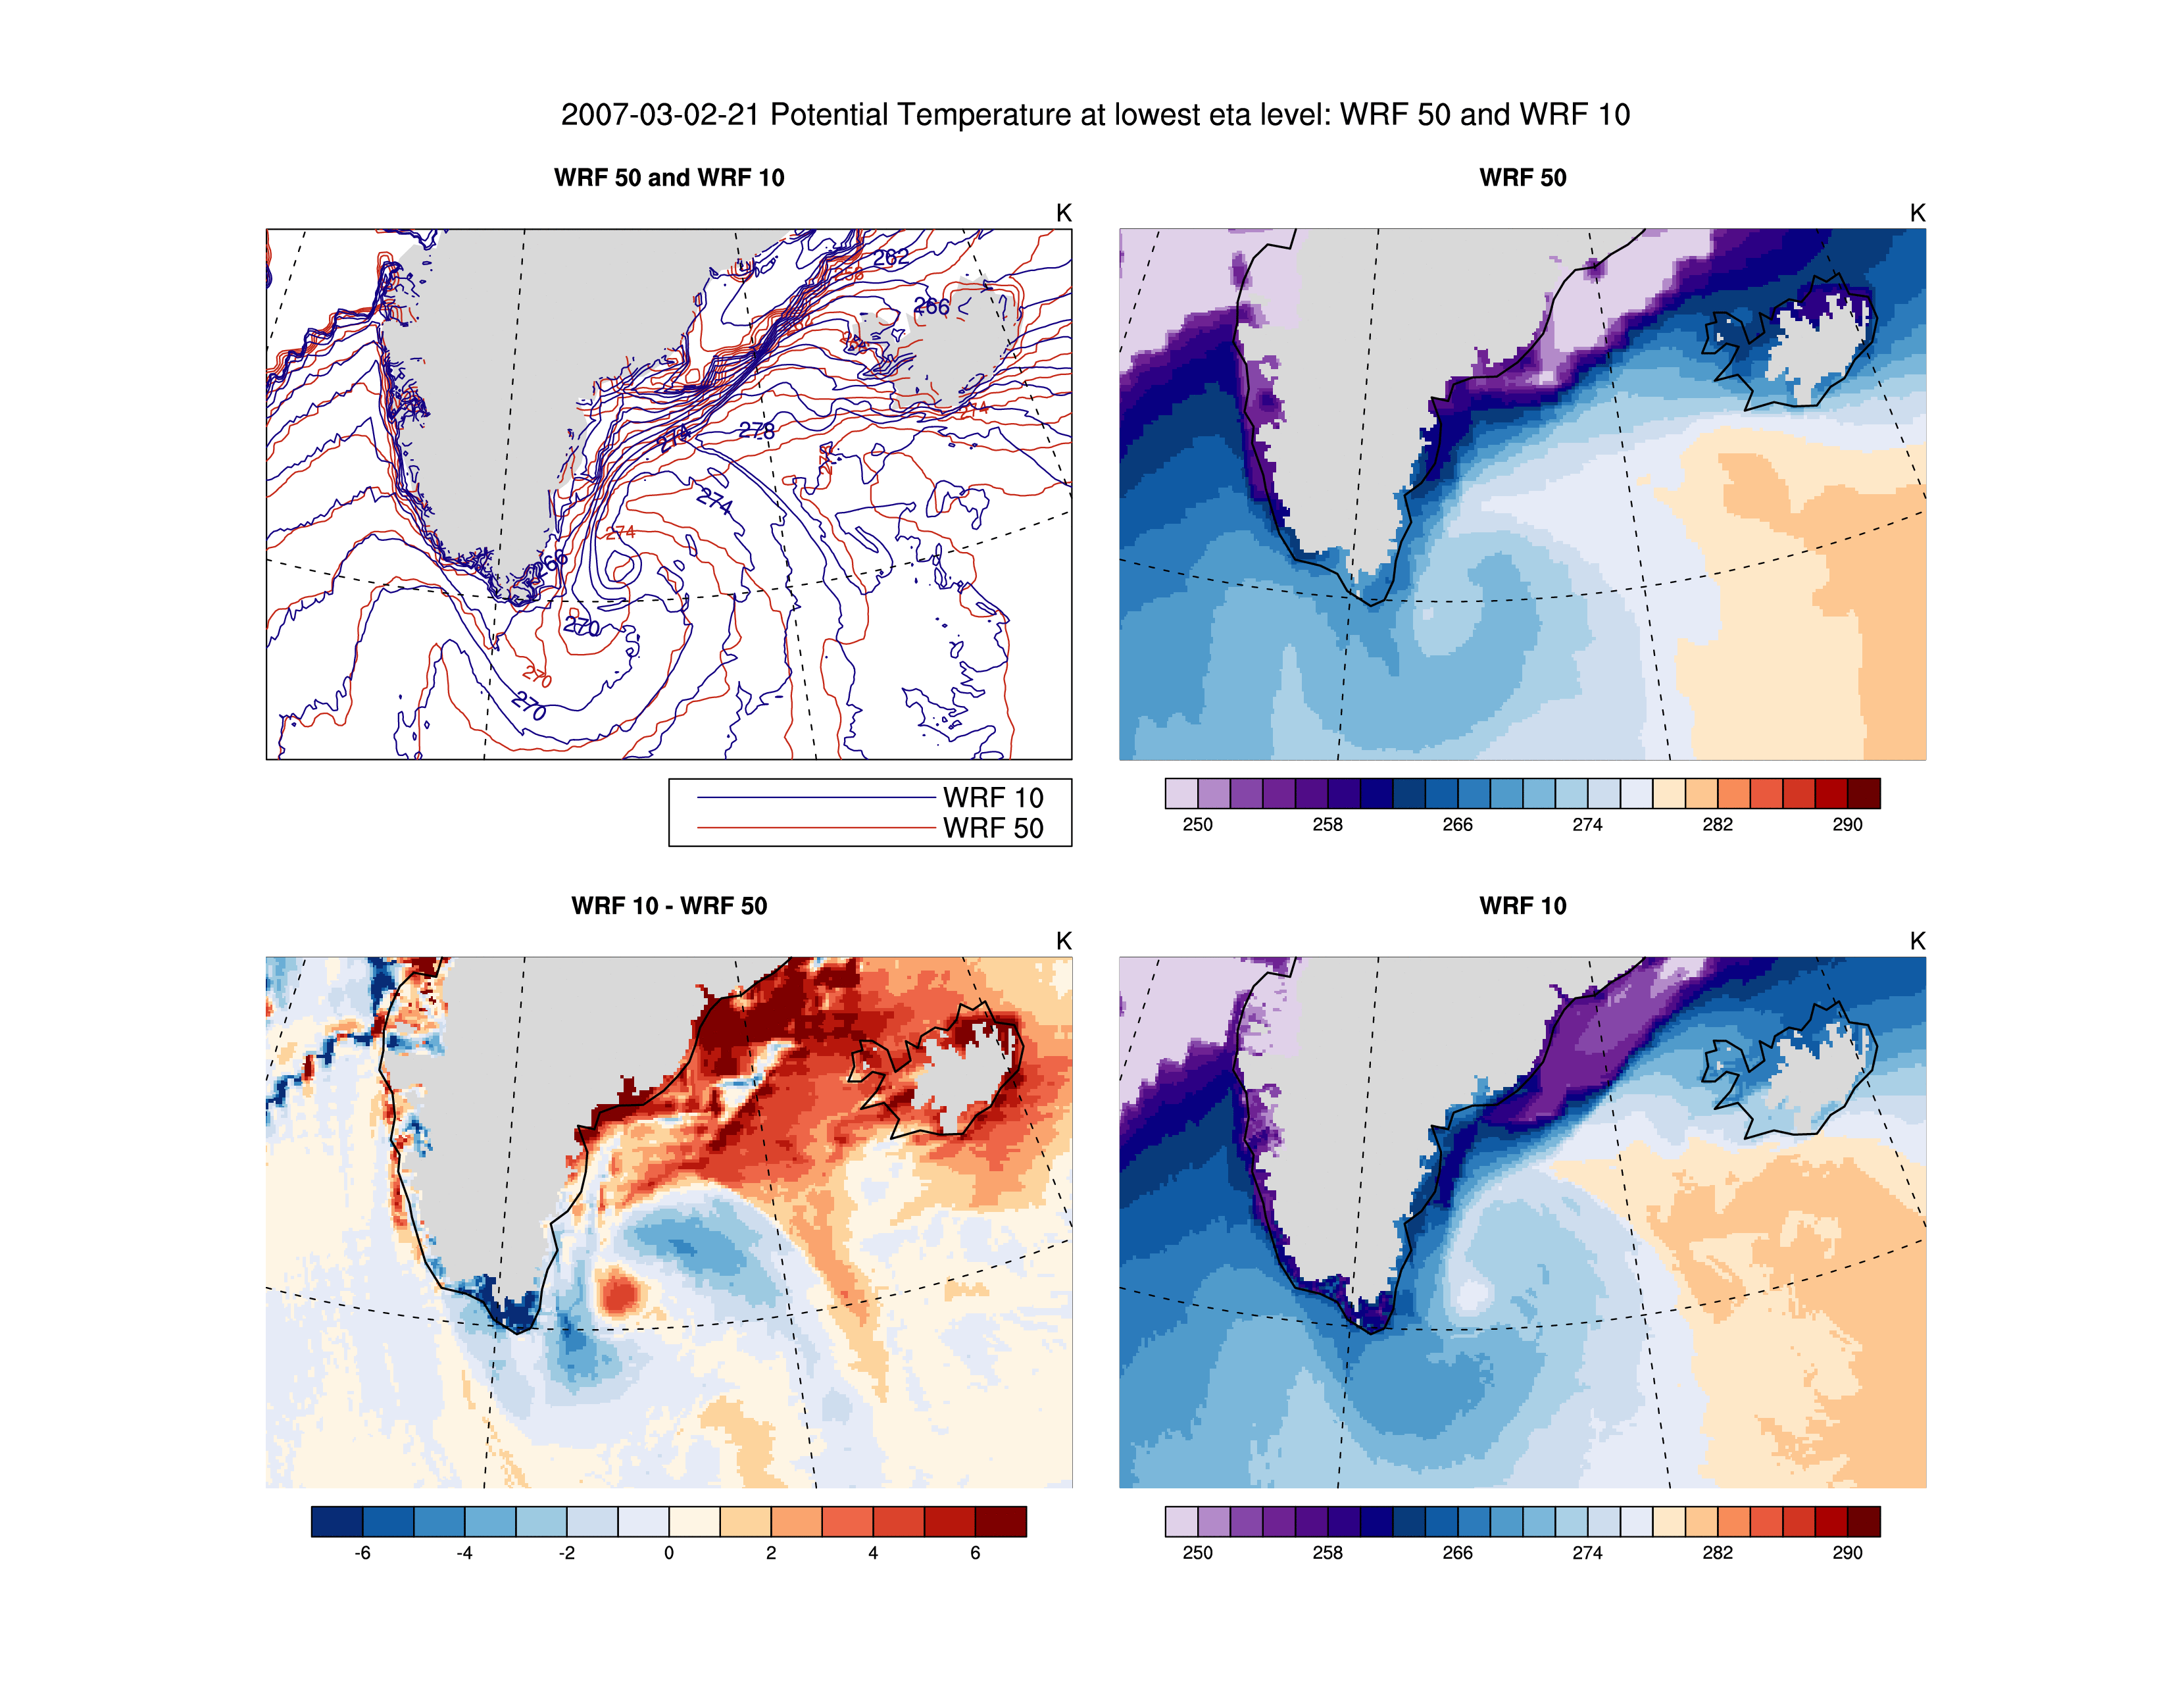 2007-03-02-21 Potential Temperature at lowest eta level: WRF 50 and WRF 10
WRF 50 and WRF 10
K
262
266
274
278
274
274
266
270
270
270
WRF 10
WRF 50
WRF 50
K
250 258 266 274 282 290
WRF 10 - WRF 50
K
-6 -4 -2 0 2 4 6
WRF 10
K
250 258 266 274 282 290